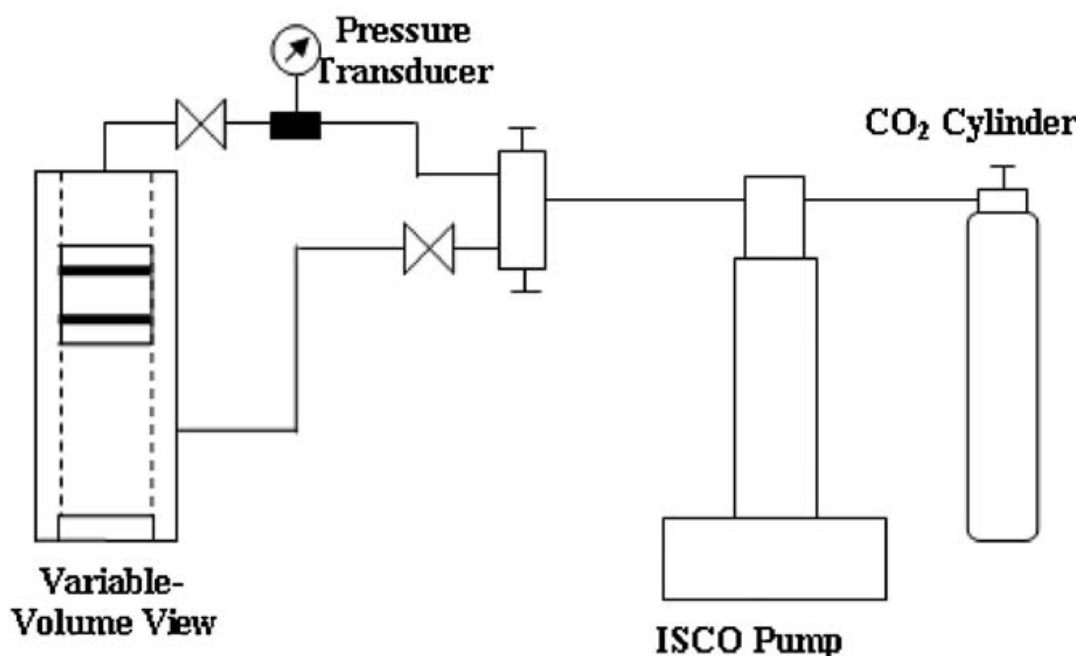 Pressure
Transducer
CO₂ Cylinder
Variable-
Volume View
ISCO Pump